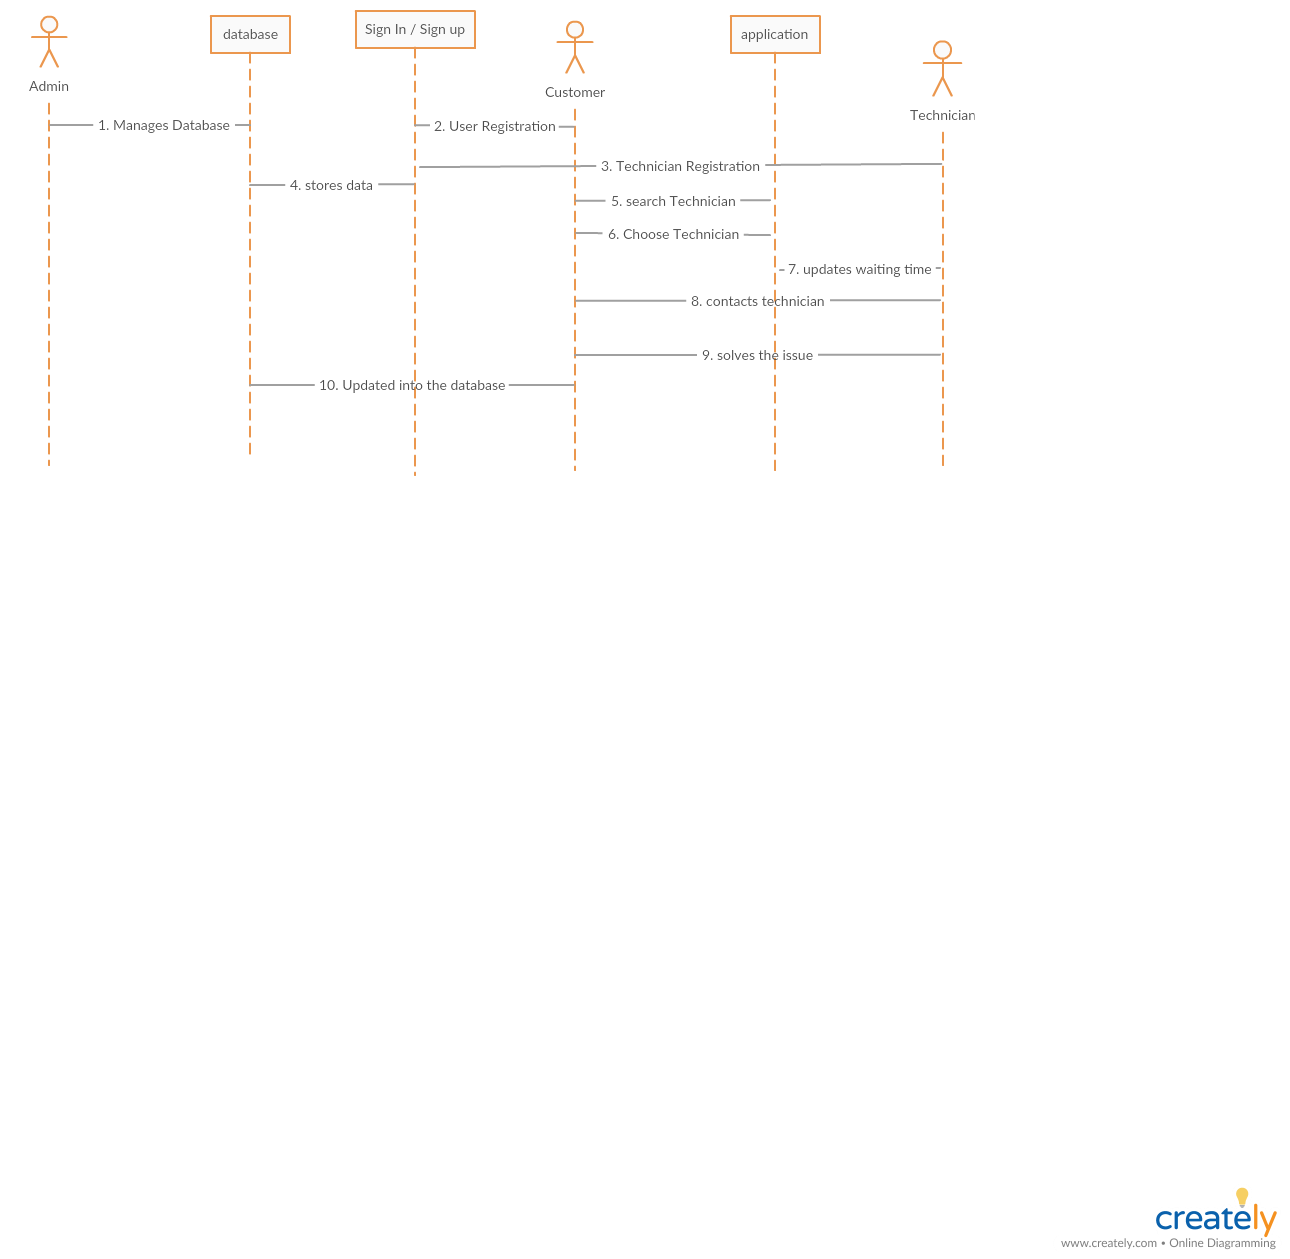 Admin
database
Sign In / Sign up
Customer
application
Technician
1. Manages Database
2. User Registration
3. Technician Registration
4. stores data
5. search Technician
6. Choose Technician
7. updates waiting time
8. contacts technician
9. solves the issue
10. Updated into the database
creately
www.creately.com • Online Diagramming